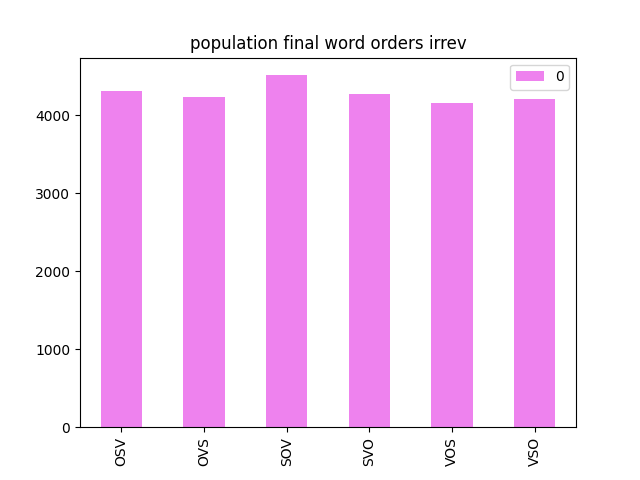 population final word orders irrev
0
4000
3000
2000
1000
0
OSV
OVS
SOV
SVO
VOS
VSO